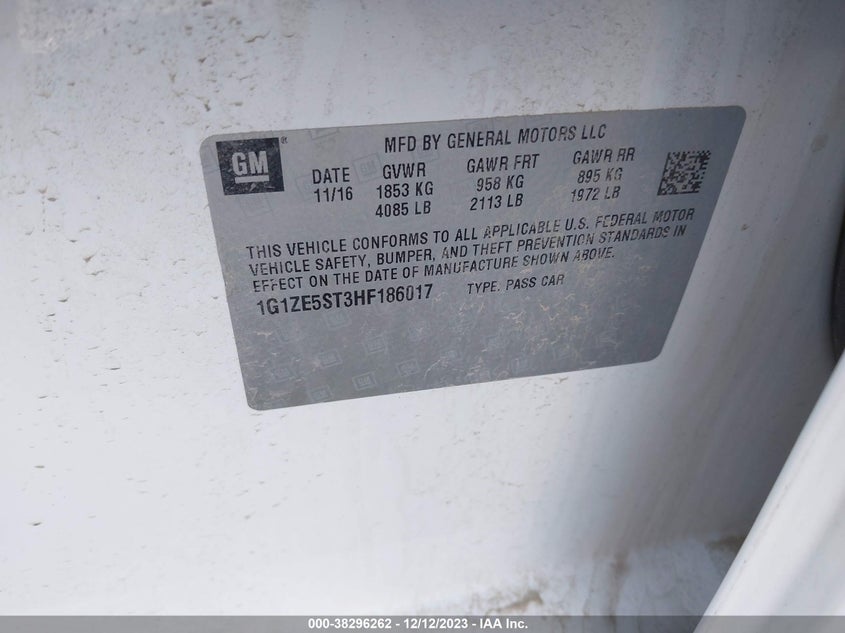 GM
MFD BY GENERAL MOTORS LLC
DATE GVWR GAWR FRT GAWR RR
11/16 1853 KG 958 KG 895 KG
4085 LB 2113 LB 1972 LB
THIS VEHICLE CONFORMS TO ALL APPLICABLE U.S. FEDERAL MOTOR
VEHICLE SAFETY, BUMPER, AND THEFT PREVENTION STANDARDS IN
EFFECT ON THE DATE OF MANUFACTURE SHOWN ABOVE.
1G1ZE5ST3HF186017 TYPE: PASS CAR
000-38296262 - 12/12/2023 - IAA Inc.